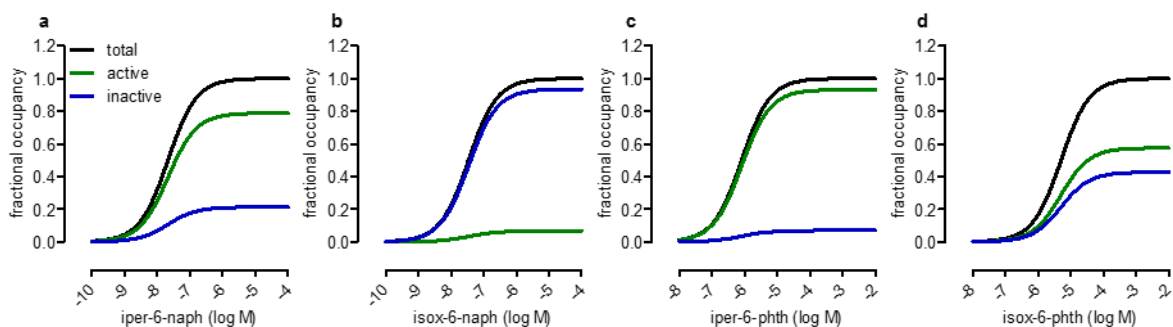 a b c d
1.2 1.2 1.2 1.2
total
1.0 1.0 1.0 1.0
active
0.8 0.8 0.8 0.8
inactive
0.6 0.6 0.6 0.6
0.4 0.4 0.4 0.4
0.2 0.2 0.2 0.2
0.0 0.0 0.0 0.0
fractional occupancy fractional occupancy fractional occupancy fractional occupancy
-10 -9 -8 -7 -6 -5 -4 -10 -9 -8 -7 -6 -5 -4 -8 -7 -6 -5 -4 -3 -2 -8 -7 -6 -5 -4 -3 -2
iper-6-naph (log M) isox-6-naph (log M) iper-6-phth (log M) isox-6-phth (log M)